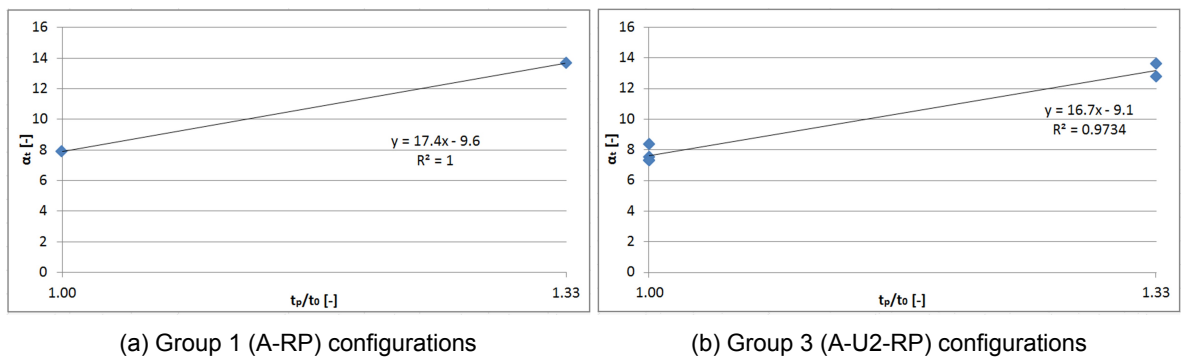 16
14
12
10
8
6
4
2
0
αt [-]
y = 17.4x - 9.6
R² = 1
1.00
1.33
tP/t0 [-]
(a) Group 1 (A-RP) configurations
16
14
12
10
8
6
4
2
0
αt [-]
y = 16.7x - 9.1
R² = 0.9734
1.00
1.33
tP/t0 [-]
(b) Group 3 (A-U2-RP) configurations